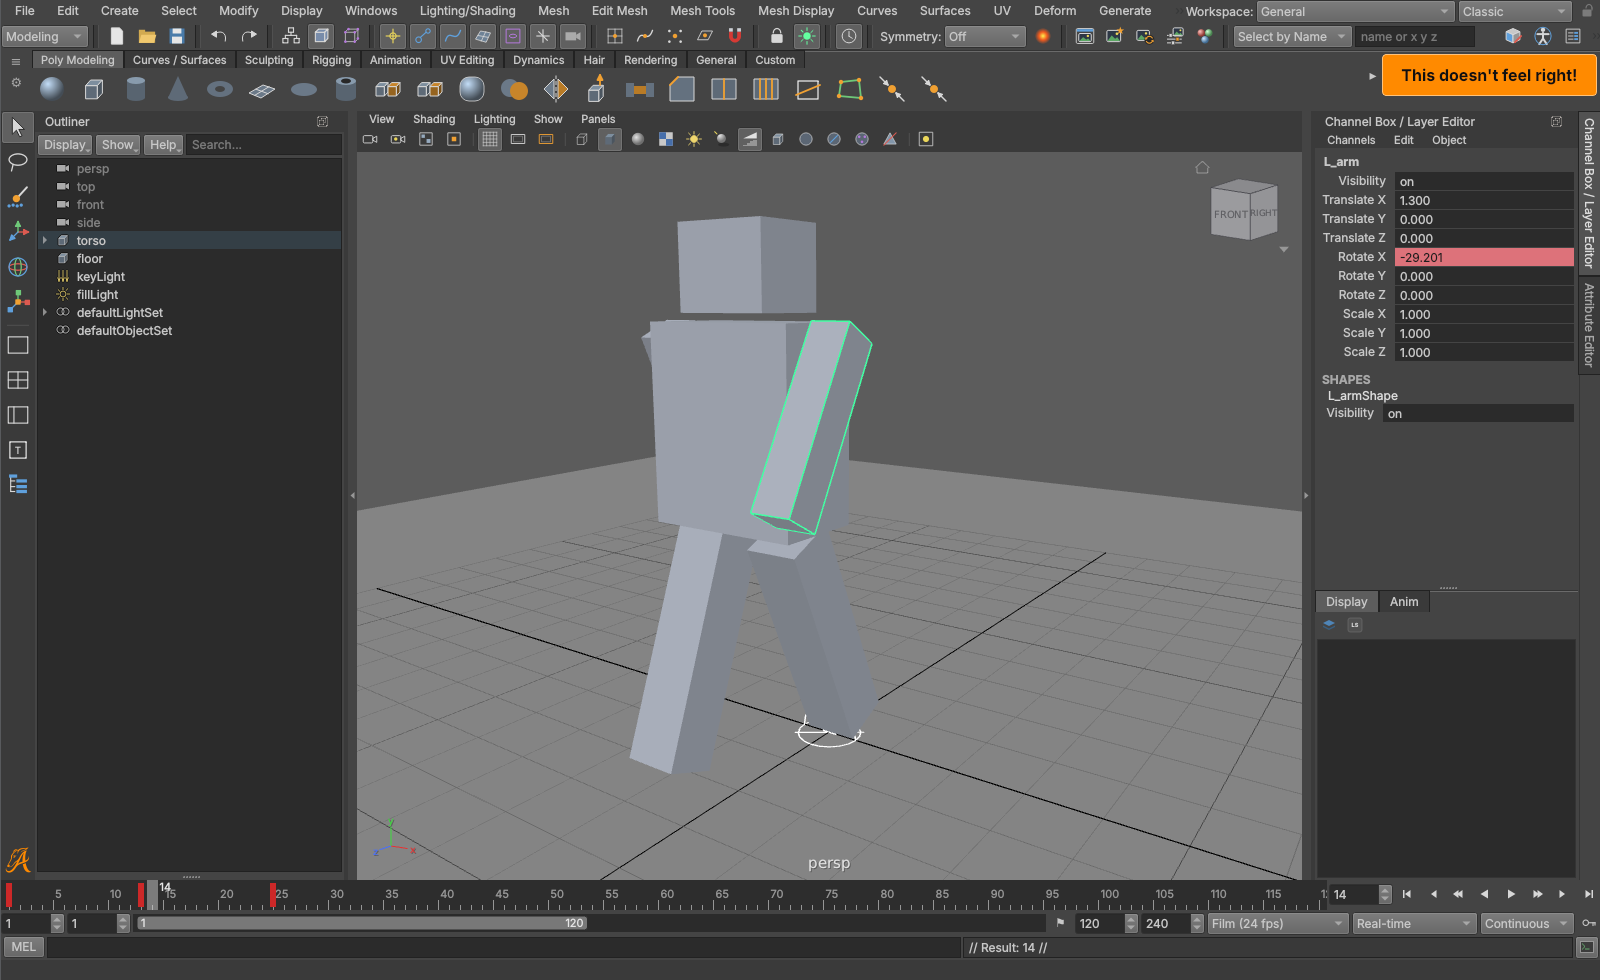 File Edit Create Select Modify Display Windows Lighting/Shading Mesh Edit Mesh Mesh Tools Mesh Display Curves Surfaces UV Deform Generate Workspace: General Classic
Modeling Symmetry: Off Select by Name name or x y z
Poly Modeling Curves / Surfaces Sculpting Rigging Animation UV Editing Dynamics Hair Rendering General Custom
This doesn't feel right!
Outliner
Display Show Help Search...
persp
top
front
side
torso
floor
keyLight
fillLight
defaultLightSet
defaultObjectSet
View Shading Lighting Show Panels
FRONT RIGHT
y
z x
persp
Channel Box / Layer Editor
Channels Edit Object
L_arm
Visibility on
Translate X 1.300
Translate Y 0.000
Translate Z 0.000
Rotate X -29.201
Rotate Y 0.000
Rotate Z 0.000
Scale X 1.000
Scale Y 1.000
Scale Z 1.000
SHAPES
L_armShape
Visibility on
Display Anim
LS
Channel Box / Layer Editor
Attribute Editor
5 10 14 15 20 25 30 35 40 45 50 55 60 65 70 75 80 85 90 95 100 105 110 115 14
1 1 1 120 120 240 Film (24 fps) Real-time Continuous
MEL // Result: 14 //